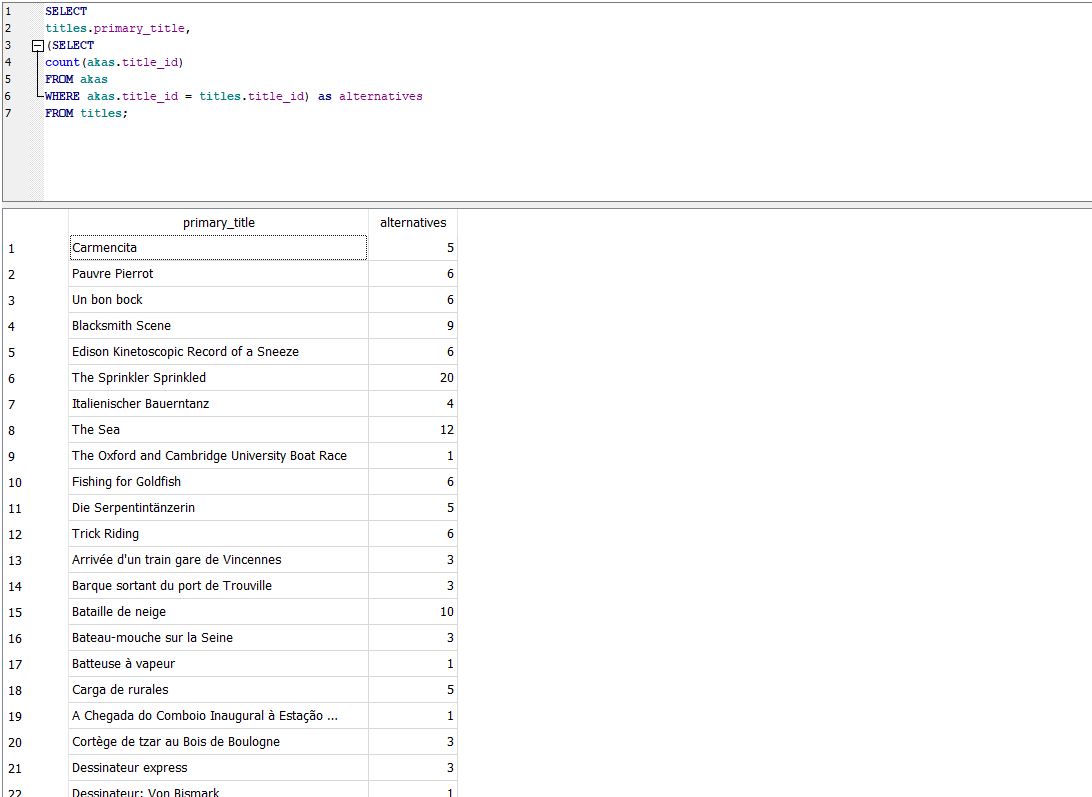 1 SELECT
2 titles.primary_title,
3 (SELECT
4 count(akas.title_id)
5 FROM akas
6 WHERE akas.title_id = titles.title_id) as alternatives
7 FROM titles;
primary_title alternatives
1 Carmencita 5
2 Pauvre Pierrot 6
3 Un bon bock 6
4 Blacksmith Scene 9
5 Edison Kinetoscopic Record of a Sneeze 6
6 The Sprinkler Sprinkled 20
7 Italienischer Bauerntanz 4
8 The Sea 12
9 The Oxford and Cambridge University Boat Race 1
10 Fishing for Goldfish 6
11 Die Serpentintänzerin 5
12 Trick Riding 6
13 Arrivée d'un train gare de Vincennes 3
14 Barque sortant du port de Trouville 3
15 Bataille de neige 10
16 Bateau-mouche sur la Seine 3
17 Batteuse à vapeur 1
18 Carga de rurales 5
19 A Chegada do Comboio Inaugural à Estação ... 1
20 Cortège de tzar au Bois de Boulogne 3
21 Dessinateur express 3
22 Dessinateur: Von Bismark 1